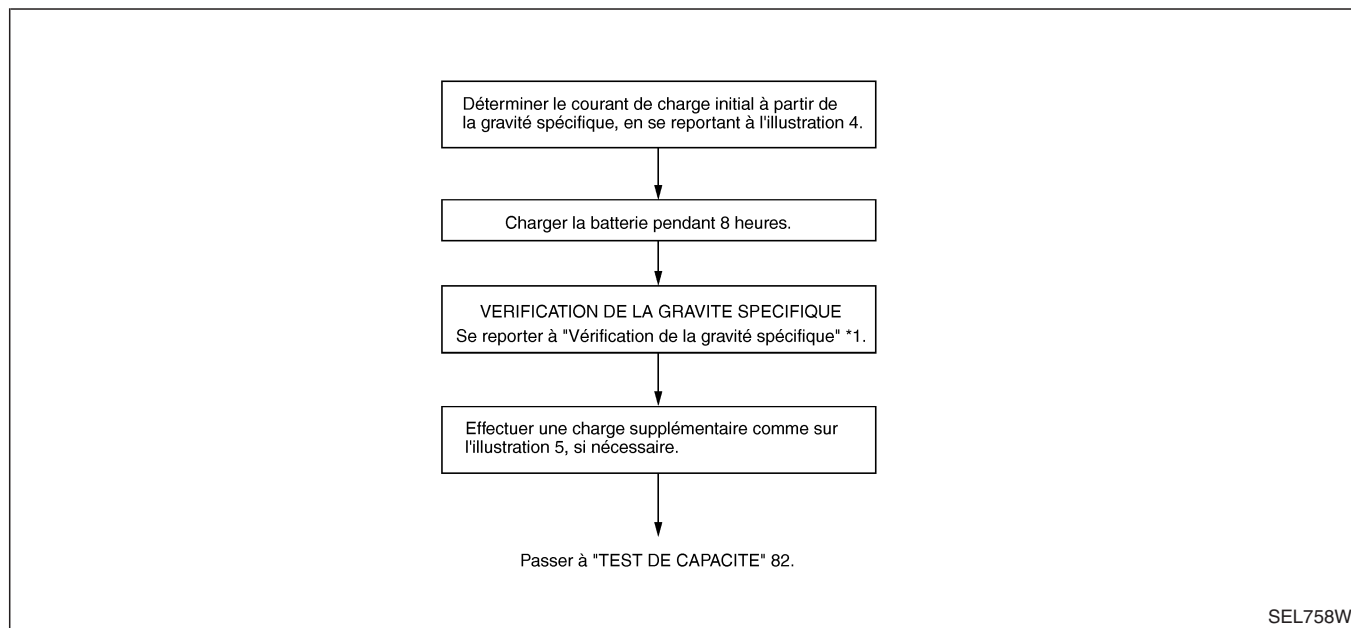 Déterminer le courant de charge initial à partir de
la gravité spécifique, en se reportant à l'illustration 4.
Charger la batterie pendant 8 heures.
VERIFICATION DE LA GRAVITE SPECIFIQUE
Se reporter à "Vérification de la gravité spécifique" *1.
Effectuer une charge supplémentaire comme sur
l'illustration 5, si nécessaire.
Passer à "TEST DE CAPACITE" 82.
SEL758W